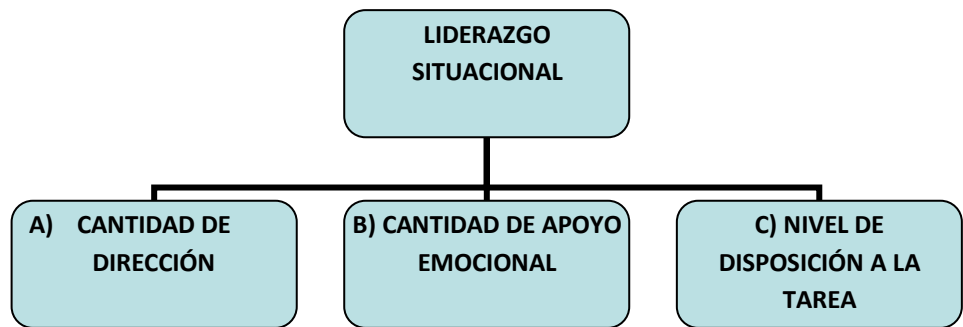 LIDERAZGO
SITUACIONAL
A) CANTIDAD DE
DIRECCIÓN
B) CANTIDAD DE APOYO
EMOCIONAL
C) NIVEL DE
DISPOSICIÓN A LA
TAREA